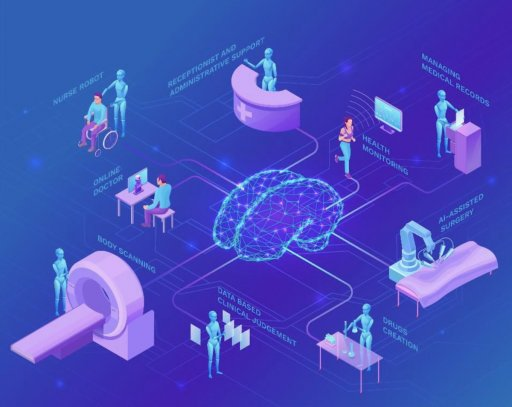 NURSE ROBOT
RECEPTIONIST AND
ADMINISTRATIVE SUPPORT
MANAGING
MEDICAL RECORDS
HEALTH
MONITORING
ONLINE
DOCTOR
AI-ASSISTED
SURGERY
BODY SCANNING
DATA BASED
CLINICAL JUDGEMENT
DRUGS
CREATION